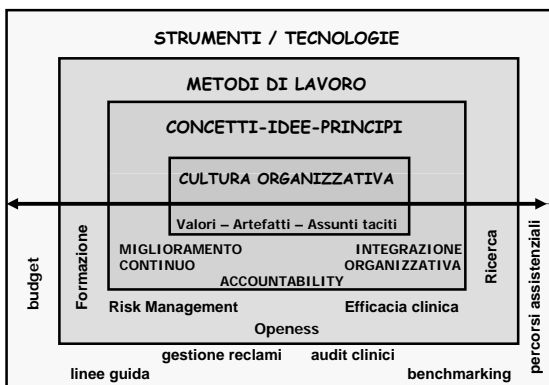 STRUMENTI / TECNOLOGIE
METODI DI LAVORO
CONCETTI-IDEE-PRINCIPI
CULTURA ORGANIZZATIVA
Valori – Artefatti – Assunti taciti
MIGLIORAMENTO
CONTINUO
INTEGRAZIONE
ORGANIZZATIVA
ACCOUNTABILITY
budget
Formazione
Ricerca
percorsi assistenziali
Risk Management
Efficacia clinica
Openess
gestione reclami
audit clinici
linee guida
benchmarking